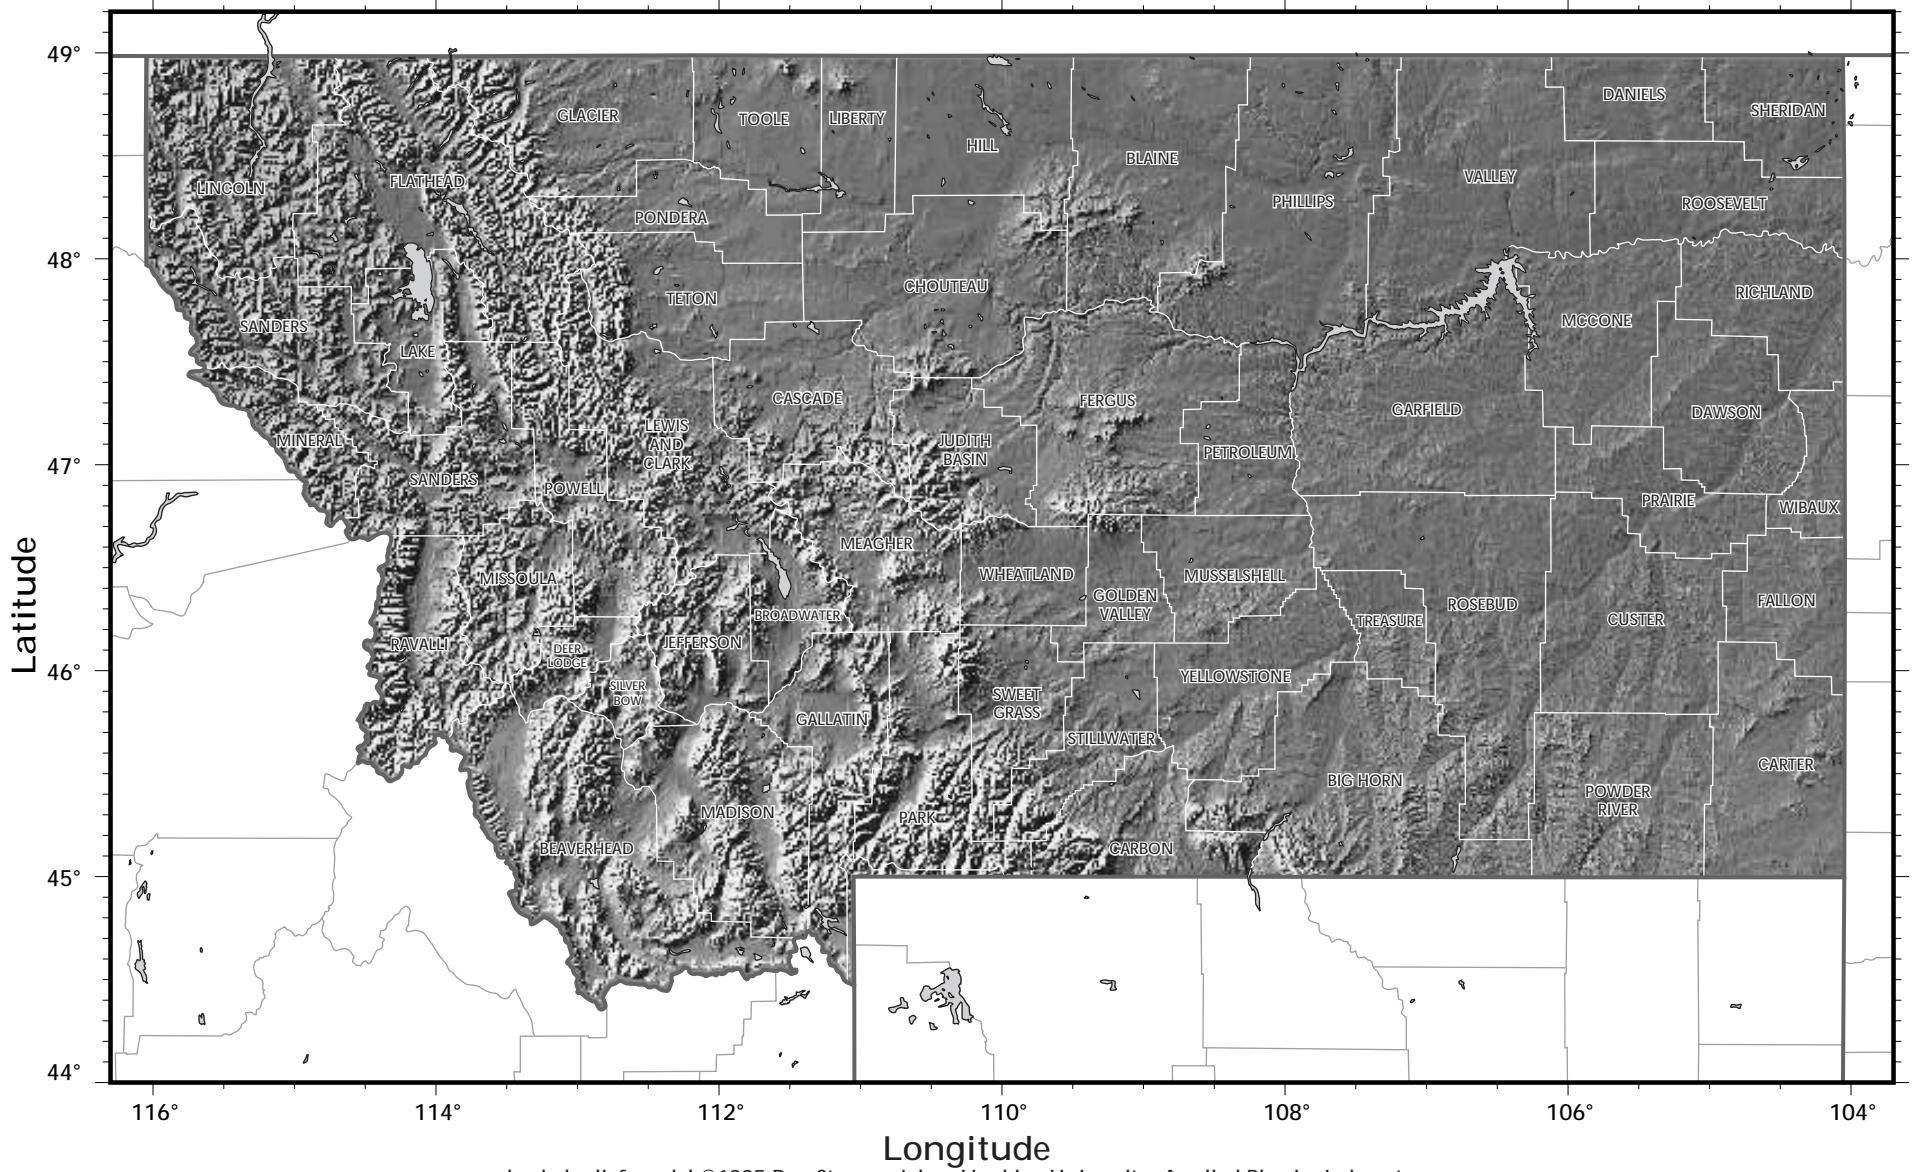 49°
GLACIER
TOOLE
LIBERTY
HILL
BLAINE
PHILLIPS
VALLEY
DANIELS
SHERIDAN
LINCOLN
FLATHEAD
PONDERA
ROOSEVELT
48°
TETON
CHOUTEAU
RICHLAND
MCCONE
SANDERS
LAKE
CASCADE
FERGUS
GARFIELD
DAWSON
MINERAL
LEWIS
AND
CLARK
JUDITH
BASIN
PETROLEUM
47°
SANDERS
POWELL
PRAIRIE
WIBAUX
MEAGHER
MISSOULA
WHEATLAND
GOLDEN
VALLEY
MUSSELSHELL
TREASURE
ROSEBUD
CUSTER
FALLON
Latitude
BROADWATER
RAVALLI
DEER
LODGE
JEFFERSON
46°
SILVER
BOW
SWEET
GRASS
YELLOWSTONE
GALLATIN
STILLWATER
BIG HORN
CARTER
POWDER
RIVER
MADISON
PARK
BEAVERHEAD
CARBON
45°
44°
116°
114°
112°
110°
108°
106°
104°
Longitude